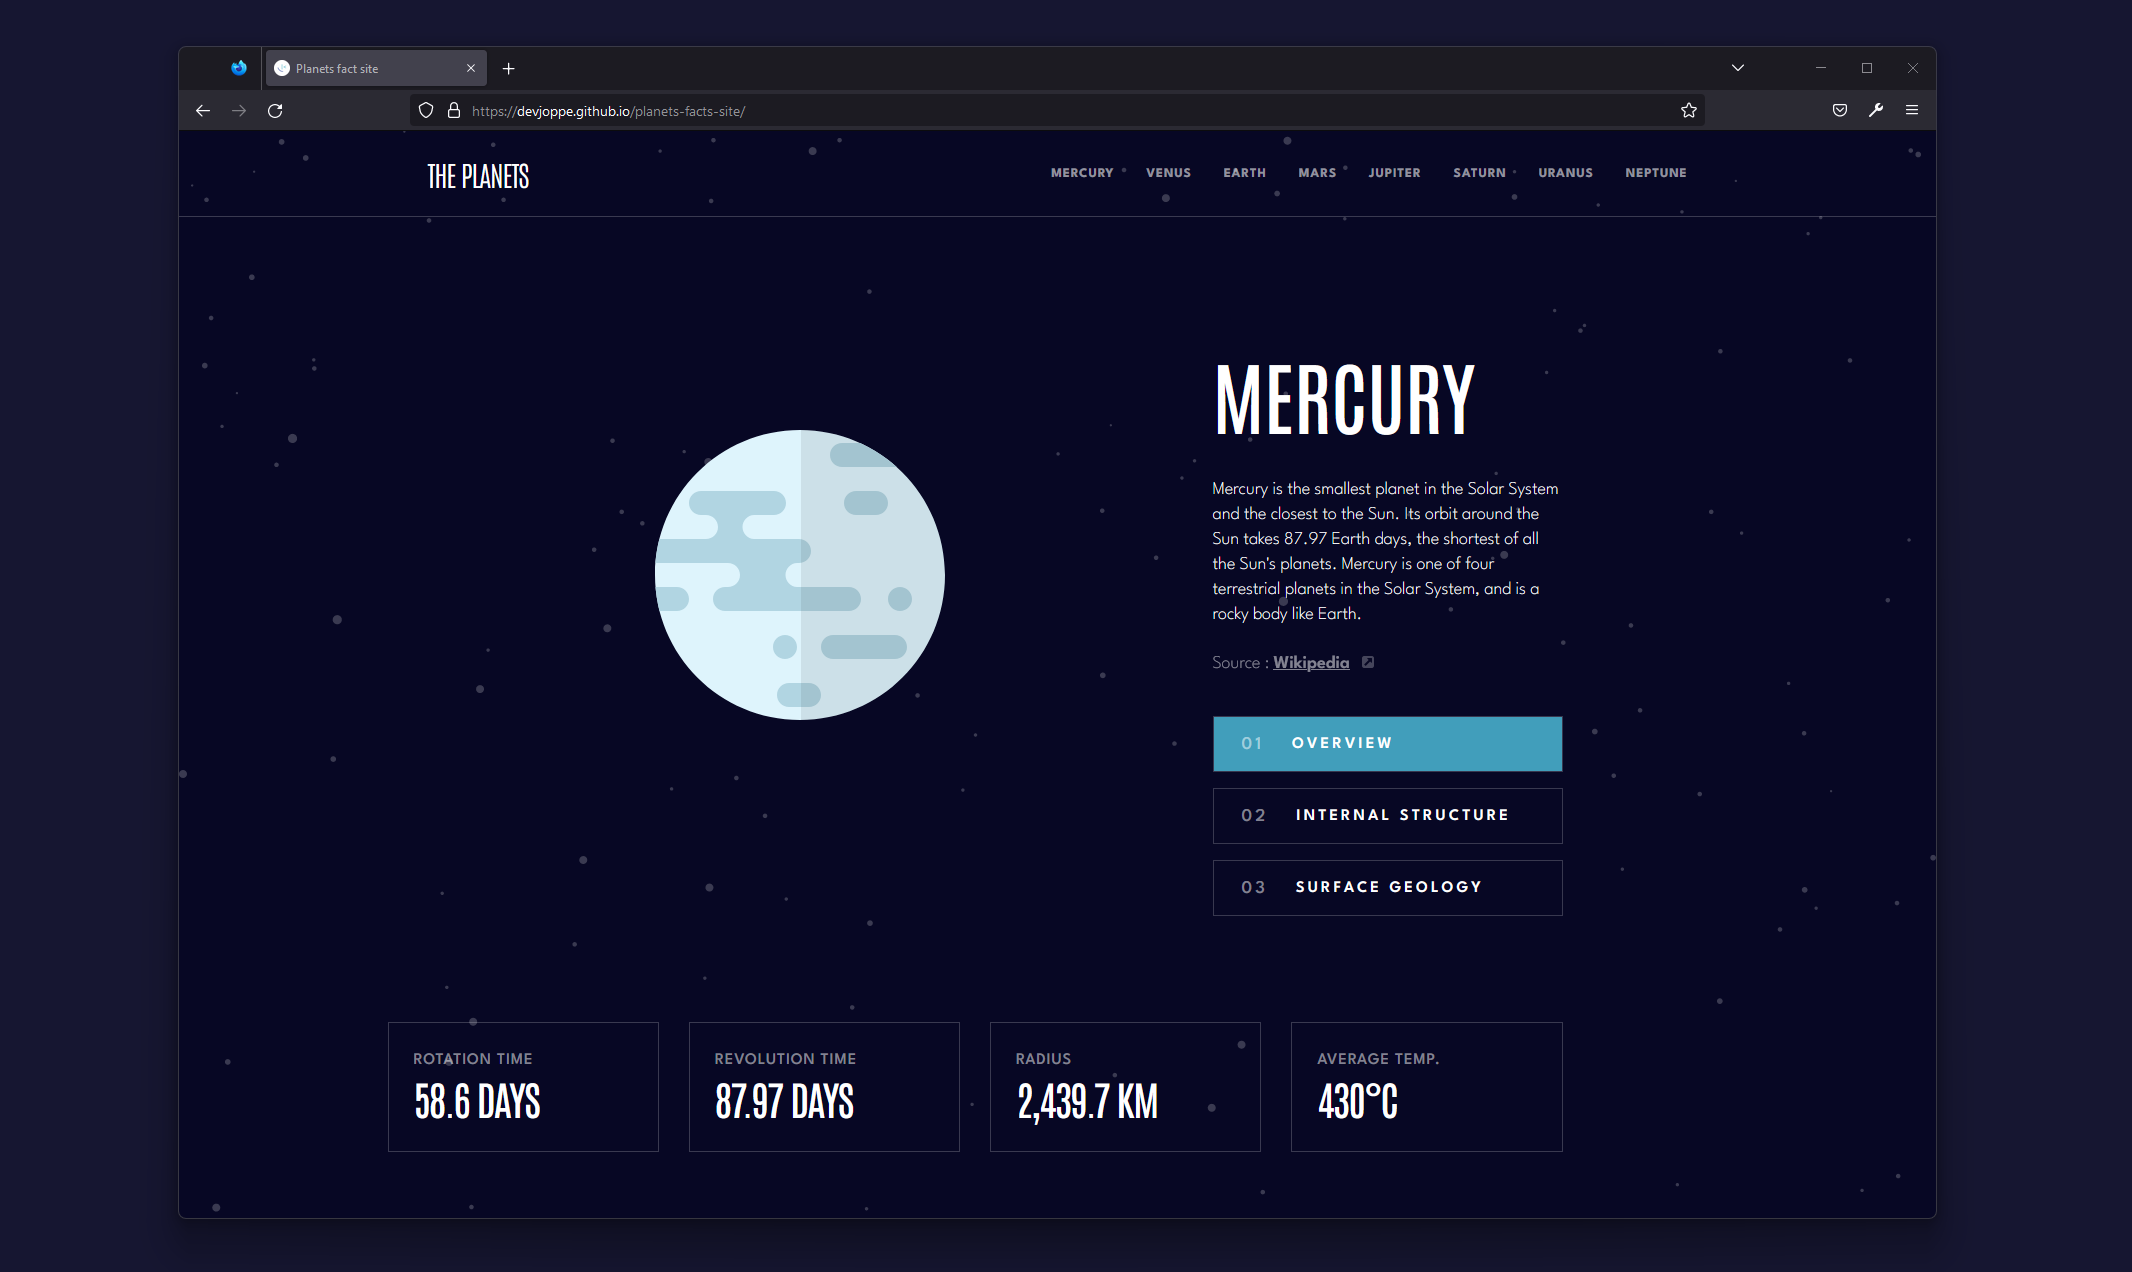 Planets fact site
https://devjoppe.github.io/planets-facts-site/
THE PLANETS
MERCURY VENUS EARTH MARS JUPITER SATURN URANUS NEPTUNE
MERCURY
Mercury is the smallest planet in the Solar System
and the closest to the Sun. Its orbit around the
Sun takes 87.97 Earth days, the shortest of all
the Sun's planets. Mercury is one of four
terrestrial planets in the Solar System, and is a
rocky body like Earth.
Source : Wikipedia
01 OVERVIEW
02 INTERNAL STRUCTURE
03 SURFACE GEOLOGY
ROTATION TIME
58.6 DAYS
REVOLUTION TIME
87.97 DAYS
RADIUS
2,439.7 KM
AVERAGE TEMP.
430°C